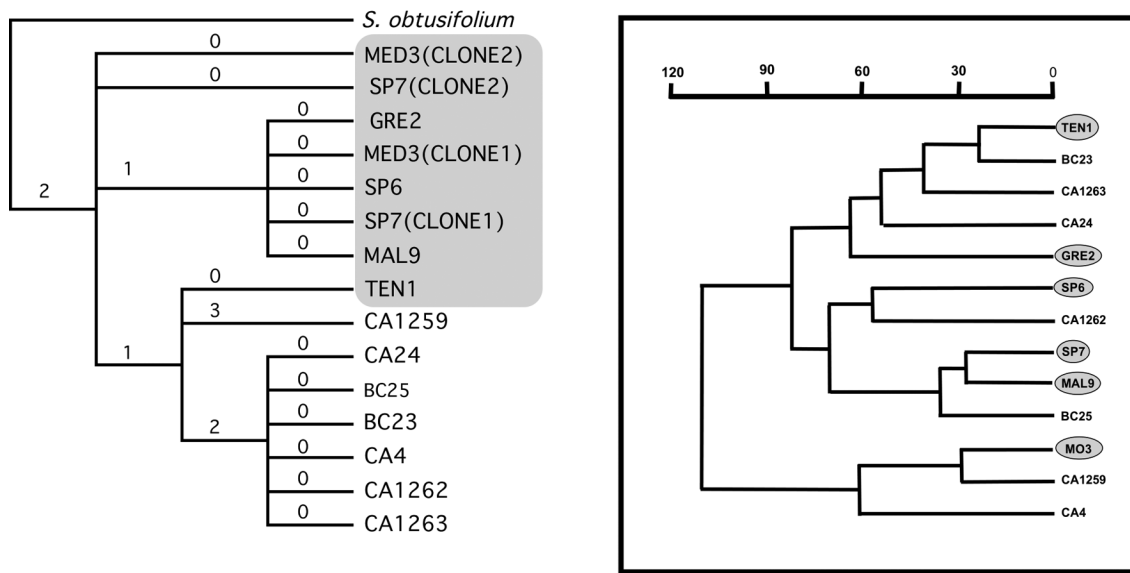 S. obtusifolium
0
MED3(CLONE2)
0
SP7(CLONE2)
0
GRE2
0
MED3(CLONE1)
1
0
SP6
2
0
SP7(CLONE1)
0
MAL9
0
TEN1
3
CA1259
1
0
CA24
0
BC25
0
BC23
2
0
CA4
0
CA1262
0
CA1263
120 90 60 30 0
TEN1
BC23
CA1263
CA24
GRE2
SP6
CA1262
SP7
MAL9
BC25
MO3
CA1259
CA4